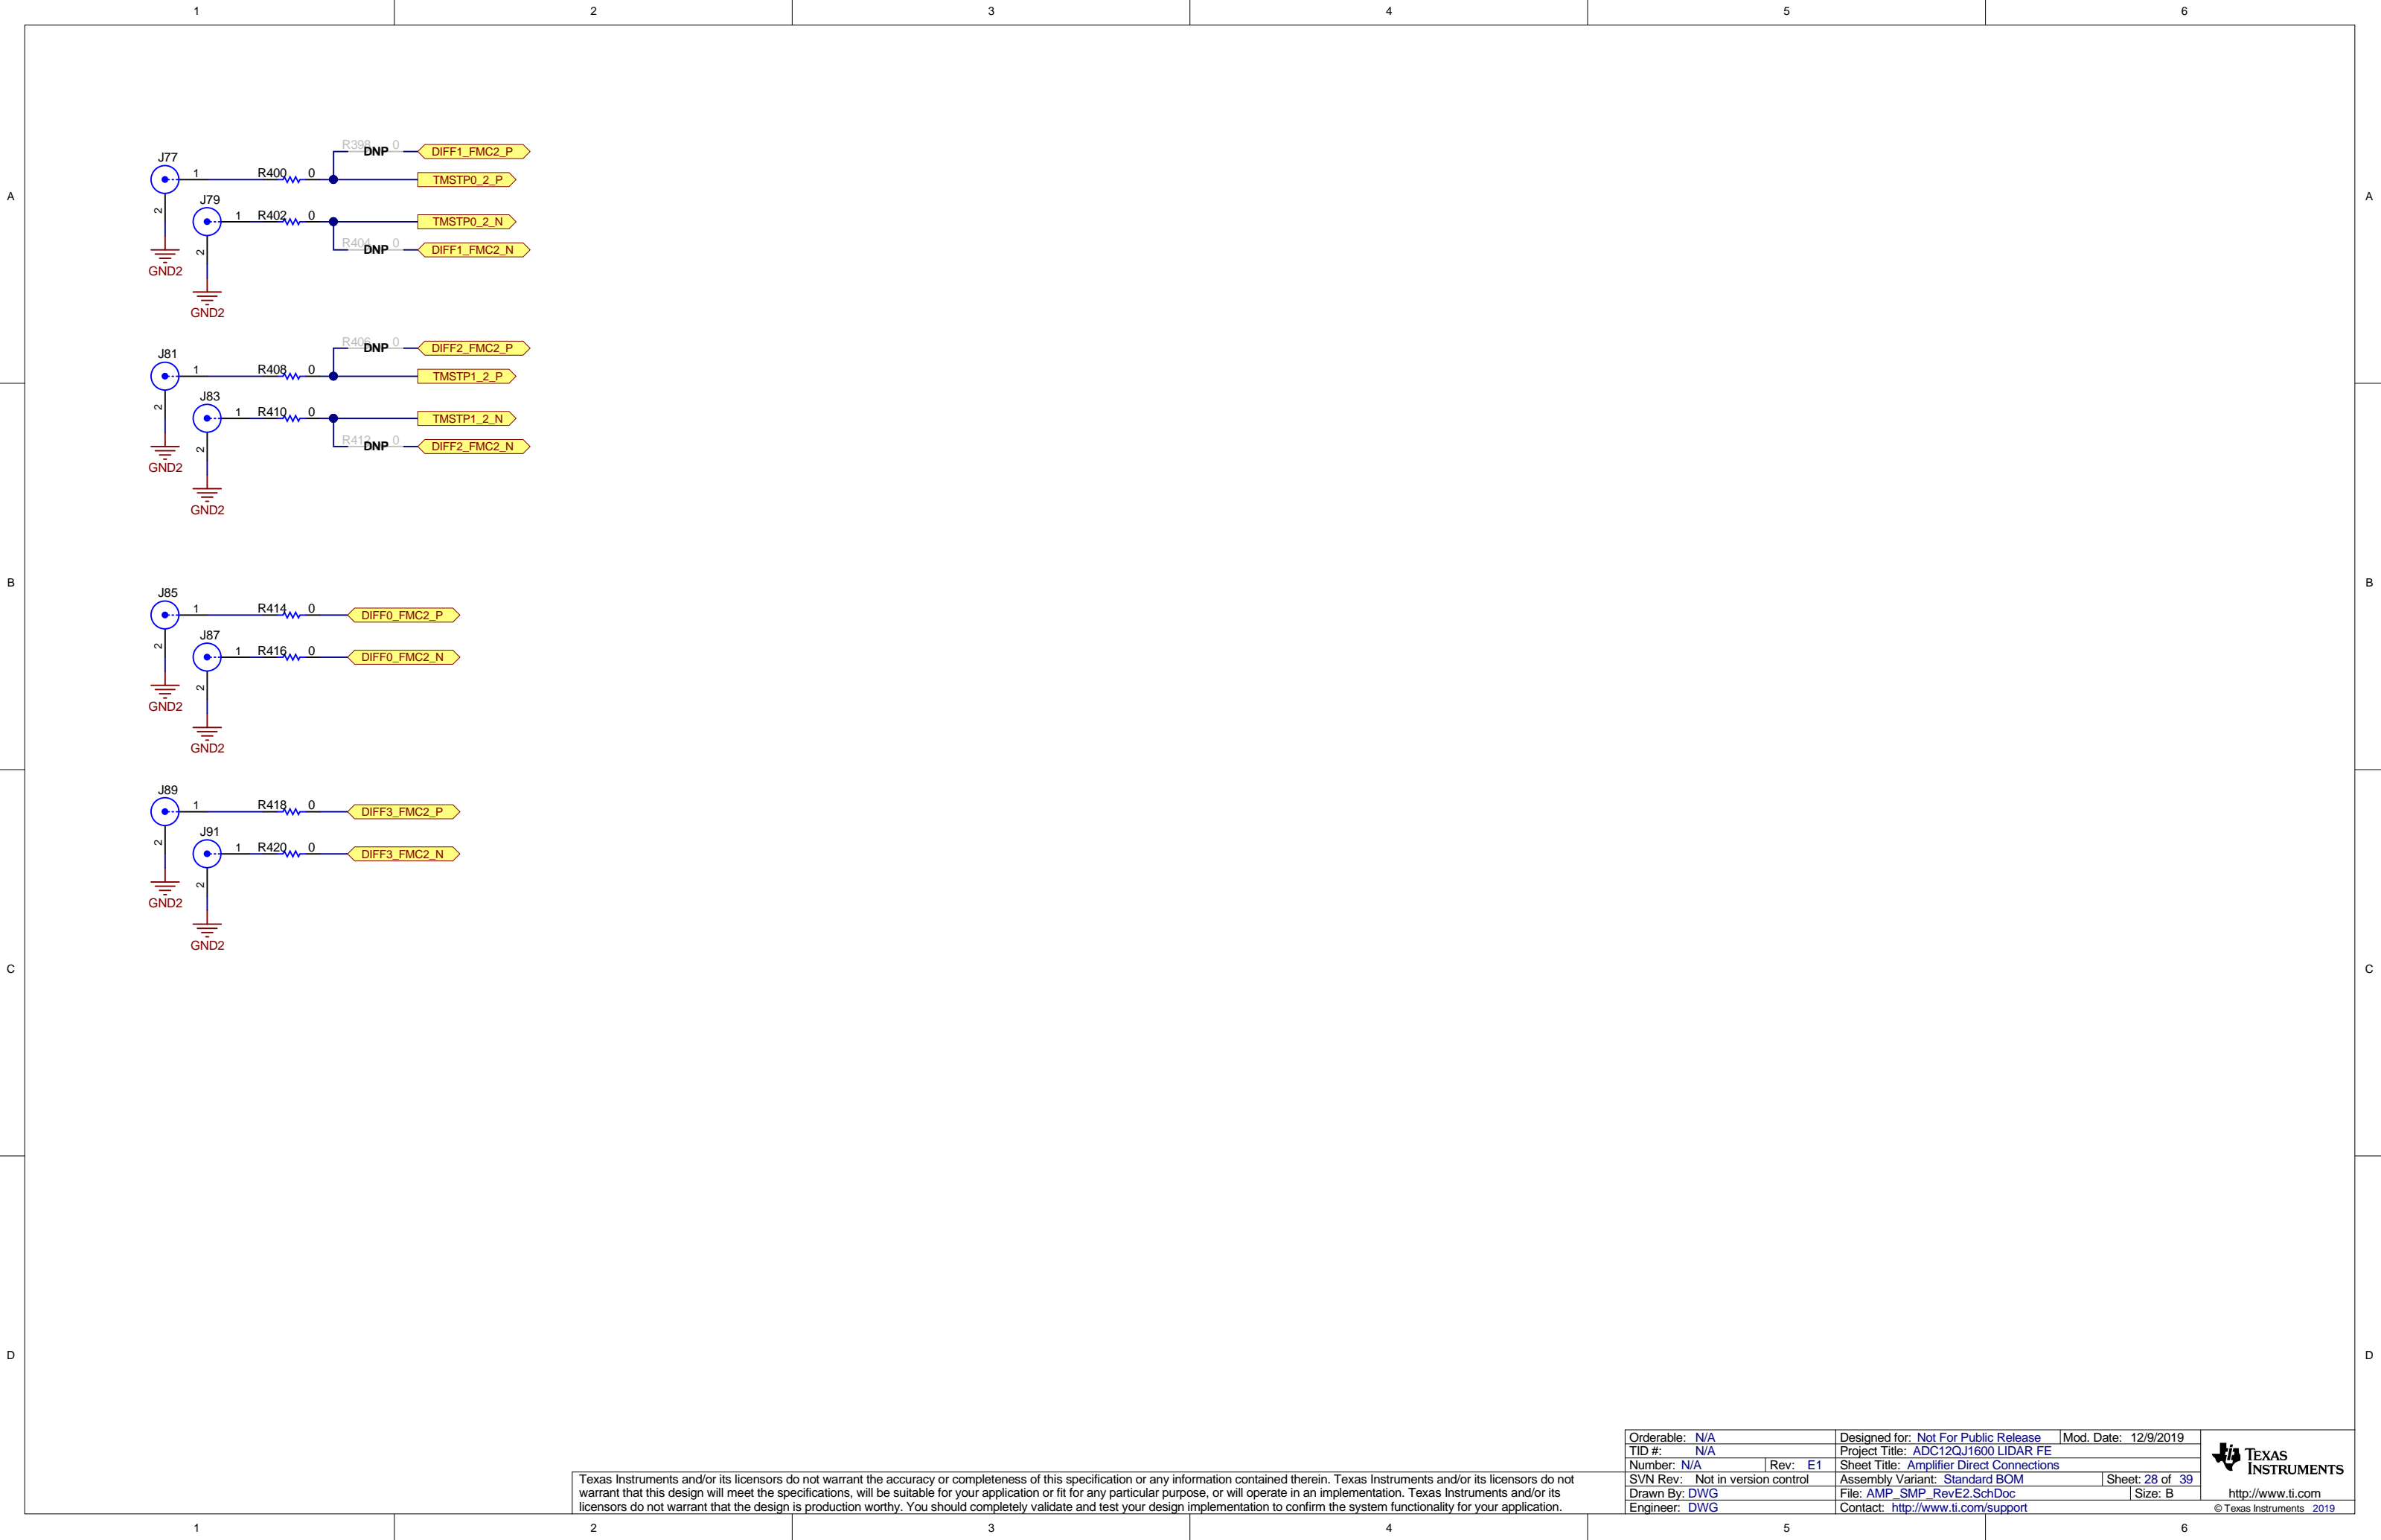 1 2 3 4 5 6
A A
B B
C C
D D
J77
1 R400 0
2
GND2
R398 DNP 0 DIFF1_FMC2_P
TMSTP0_2_P
J79
1 R402 0
2
GND2
TMSTP0_2_N
R404 DNP 0 DIFF1_FMC2_N
J81
1 R408 0
2
GND2
R406 DNP 0 DIFF2_FMC2_P
TMSTP1_2_P
J83
1 R410 0
2
GND2
TMSTP1_2_N
R412 DNP 0 DIFF2_FMC2_N
J85
1 R414 0 DIFF0_FMC2_P
2
GND2
J87
1 R416 0 DIFF0_FMC2_N
2
GND2
J89
1 R418 0 DIFF3_FMC2_P
2
GND2
J91
1 R420 0 DIFF3_FMC2_N
2
GND2
Texas Instruments and/or its licensors do not warrant the accuracy or completeness of this specification or any information contained therein. Texas Instruments and/or its licensors do not
warrant that this design will meet the specifications, will be suitable for your application or fit for any particular purpose, or will operate in an implementation. Texas Instruments and/or its
licensors do not warrant that the design is production worthy. You should completely validate and test your design implementation to confirm the system functionality for your application.
Orderable: N/A Designed for: Not For Public Release Mod. Date: 12/9/2019
TID #: N/A Project Title: ADC12QJ1600 LIDAR FE
Number: N/A Rev: E1 Sheet Title: Amplifier Direct Connections
SVN Rev: Not in version control Assembly Variant: Standard BOM Sheet: 28 of 39
Drawn By: DWG File: AMP_SMP_RevE2.SchDoc Size: B
Engineer: DWG Contact: http://www.ti.com/support
TEXAS
INSTRUMENTS
http://www.ti.com
© Texas Instruments 2019
1 2 3 4 5 6